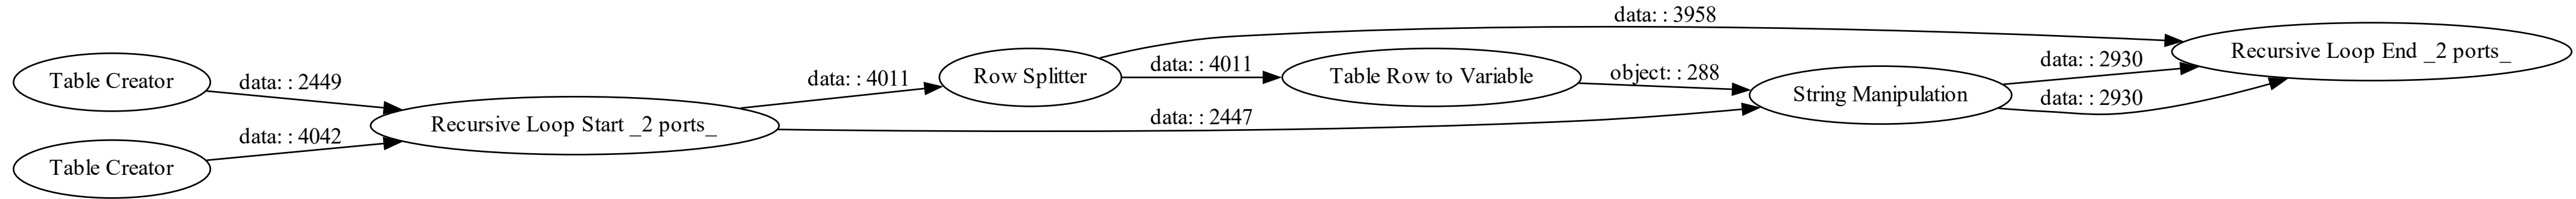 data: : 3958
Recursive Loop End _2 ports_
data: : 2930
Table Creator
data: : 2449
data: : 4011
Row Splitter
data: : 4011
Table Row to Variable
object: : 288
String Manipulation
data: : 2930
Recursive Loop Start _2 ports_
data: : 2447
Table Creator
data: : 4042